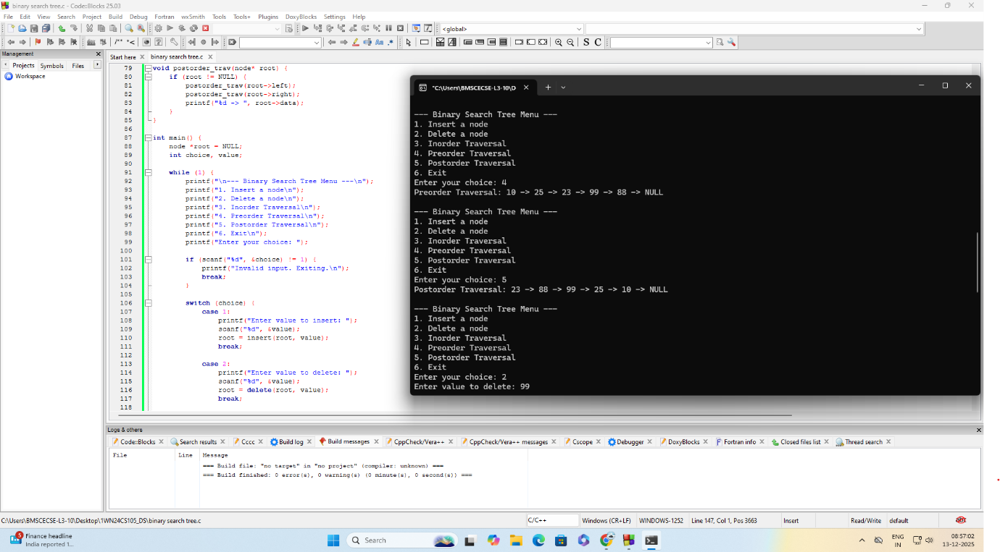 binary search tree.c - Code::Blocks 25.03
File Edit View Search Project Build Debug Fortran wxSmith Tools Tools+ Plugins DoxyBlocks Settings Help
<global>
/** *<
S C
Management
Projects Symbols Files
Workspace
Start here binary search tree.c
79 void postorder_trav(node* root) {
80 if (root != NULL) {
81 postorder_trav(root->left);
82 postorder_trav(root->right);
83 printf("%d -> ", root->data);
84 }
85 }
86
87 int main() {
88 node *root = NULL;
89 int choice, value;
90
91 while (1) {
92 printf("\n--- Binary Search Tree Menu ---\n");
93 printf("1. Insert a node\n");
94 printf("2. Delete a node\n");
95 printf("3. Inorder Traversal\n");
96 printf("4. Preorder Traversal\n");
97 printf("5. Postorder Traversal\n");
98 printf("6. Exit\n");
99 printf("Enter your choice: ");
100
101 if (scanf("%d", &choice) != 1) {
102 printf("Invalid input. Exiting.\n");
103 break;
104 }
105
106 switch (choice) {
107 case 1:
108 printf("Enter value to insert: ");
109 scanf("%d", &value);
110 root = insert(root, value);
111 break;
112
113 case 2:
114 printf("Enter value to delete: ");
115 scanf("%d", &value);
116 root = delete(root, value);
117 break;
118
"C:\Users\BMSCECSE-L3-10\D
--- Binary Search Tree Menu ---
1. Insert a node
2. Delete a node
3. Inorder Traversal
4. Preorder Traversal
5. Postorder Traversal
6. Exit
Enter your choice: 4
Preorder Traversal: 10 -> 25 -> 23 -> 99 -> 88 -> NULL
--- Binary Search Tree Menu ---
1. Insert a node
2. Delete a node
3. Inorder Traversal
4. Preorder Traversal
5. Postorder Traversal
6. Exit
Enter your choice: 5
Postorder Traversal: 23 -> 88 -> 99 -> 25 -> 10 -> NULL
--- Binary Search Tree Menu ---
1. Insert a node
2. Delete a node
3. Inorder Traversal
4. Preorder Traversal
5. Postorder Traversal
6. Exit
Enter your choice: 2
Enter value to delete: 99
Logs & others
Code::Blocks Search results Cccc Build log Build messages CppCheck/Vera++ CppCheck/Vera++ messages Cscope Debugger DoxyBlocks Fortran info Closed files list Thread search
File Line Message
=== Build file: "no target" in "no project" (compiler: unknown) ===
=== Build finished: 0 error(s), 0 warning(s) (0 minute(s), 0 second(s)) ===
C:\Users\BMSCECSE-L3-10\Desktop\1WN24CS105_DS\binary search tree.c C/C++ Windows (CR+LF) WINDOWS-1252 Line 147, Col 1, Pos 3663 Insert Read/Write default
5 Finance headline
India reported 1...
Search
ENG
IN
08:57:02
13-12-2025